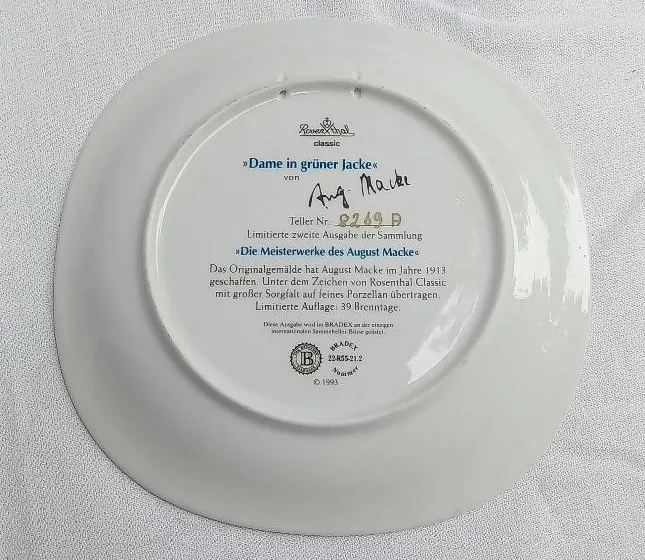 Rosenthal
classic
»Dame in grüner Jacke«
von
Aug. Macke
Teller Nr. 8269 A
Limitierte zweite Ausgabe der Sammlung
»Die Meisterwerke des August Macke«
Das Originalgemälde hat August Macke im Jahre 1913
geschaffen. Unter dem Zeichen von Rosenthal Classic
mit großer Sorgfalt auf feines Porzellan übertragen.
Limitierte Auflage: 39 Brenntage.
Diese Ausgabe wird im BRADEX an der einzigen
internationalen Sammelteller-Börse gelistet.
B
BRADEX
22-R55-21.2
Nummer
© 1993